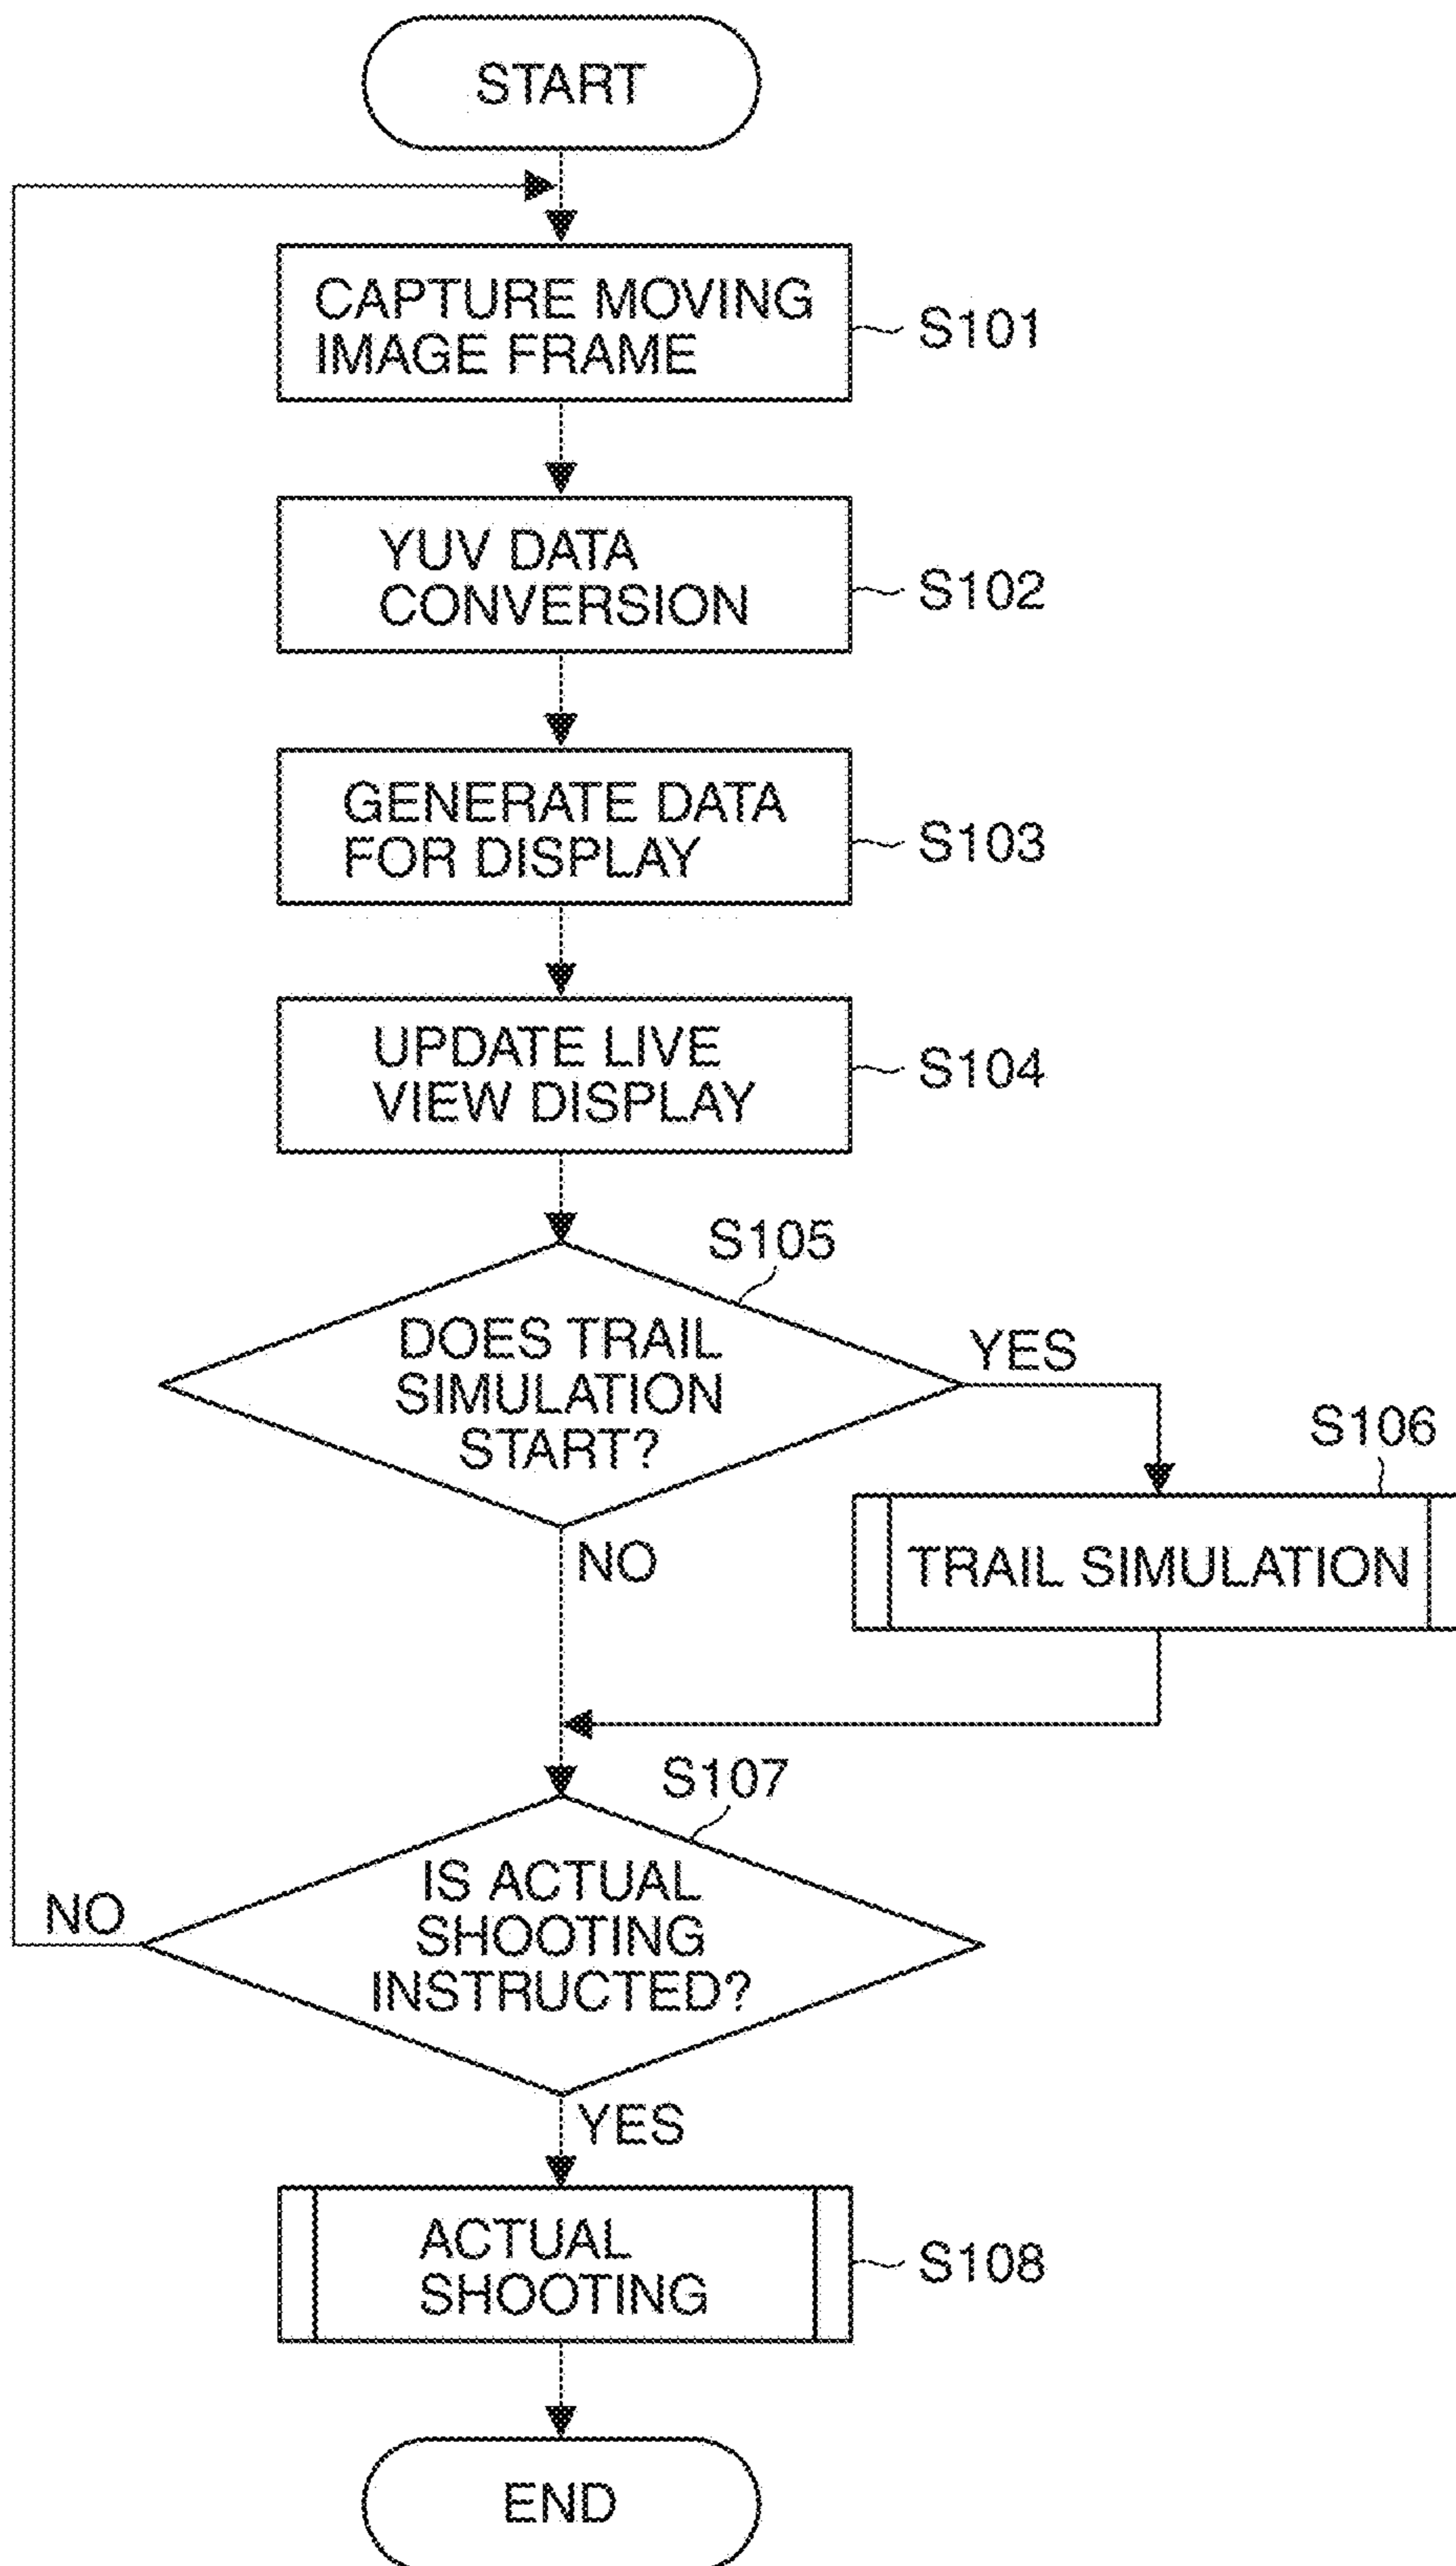 START
CAPTURE MOVING
IMAGE FRAME
S101
YUV DATA
CONVERSION
S102
GENERATE DATA
FOR DISPLAY
S103
UPDATE LIVE
VIEW DISPLAY
S104
S105
DOES TRAIL
SIMULATION
START?
YES
S106
TRAIL SIMULATION
NO
S107
IS ACTUAL
SHOOTING
INSTRUCTED?
NO
YES
ACTUAL
SHOOTING
S108
END